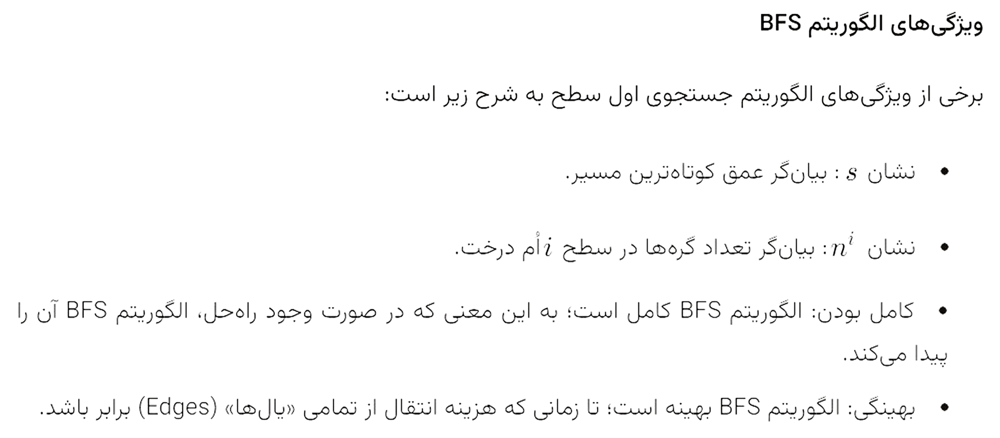 ویژگی‌های الگوریتم BFS
برخی از ویژگی‌های الگوریتم جستجوی اول سطح به شرح زیر است:
• نشان s : بیان‌گر عمق کوتاه‌ترین مسیر.
• نشان nⁱ : بیان‌گر تعداد گره‌ها در سطح i اُم درخت.
• کامل بودن: الگوریتم BFS کامل است؛ به این معنی که در صورت وجود راه‌حل، الگوریتم BFS آن را
پیدا می‌کند.
• بهینگی: الگوریتم BFS بهینه است؛ تا زمانی که هزینه انتقال از تمامی «یال‌ها» (Edges) برابر باشد.